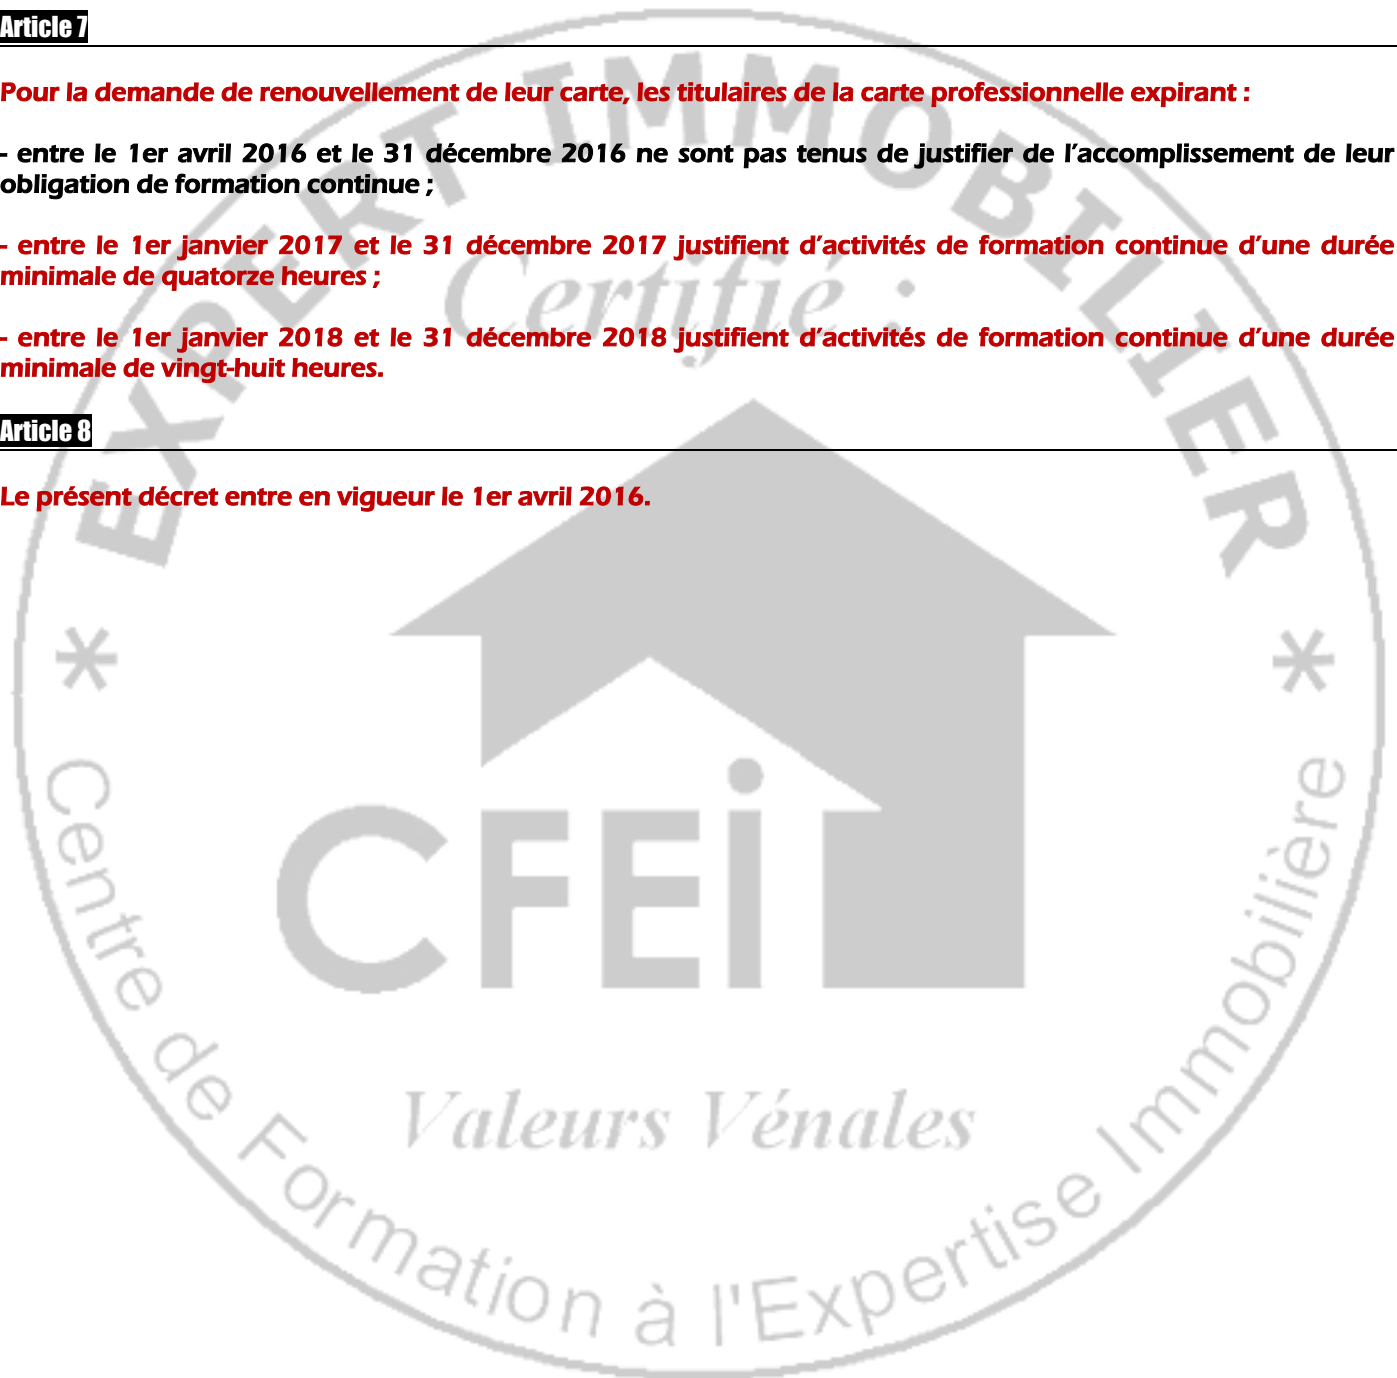 Article 7
Pour la demande de renouvellement de leur carte, les titulaires de la carte professionnelle expirant :
- entre le 1er avril 2016 et le 31 décembre 2016 ne sont pas tenus de justifier de l’accomplissement de leur
obligation de formation continue ;
- entre le 1er janvier 2017 et le 31 décembre 2017 justifient d’activités de formation continue d’une durée
minimale de quatorze heures ;
- entre le 1er janvier 2018 et le 31 décembre 2018 justifient d’activités de formation continue d’une durée
minimale de vingt-huit heures.
Article 8
Le présent décret entre en vigueur le 1er avril 2016.
* EXPERT IMMOBILIER *
Certifié :
CFEi
Valeurs Vénales
Centre de Formation à l'Expertise Immobilière